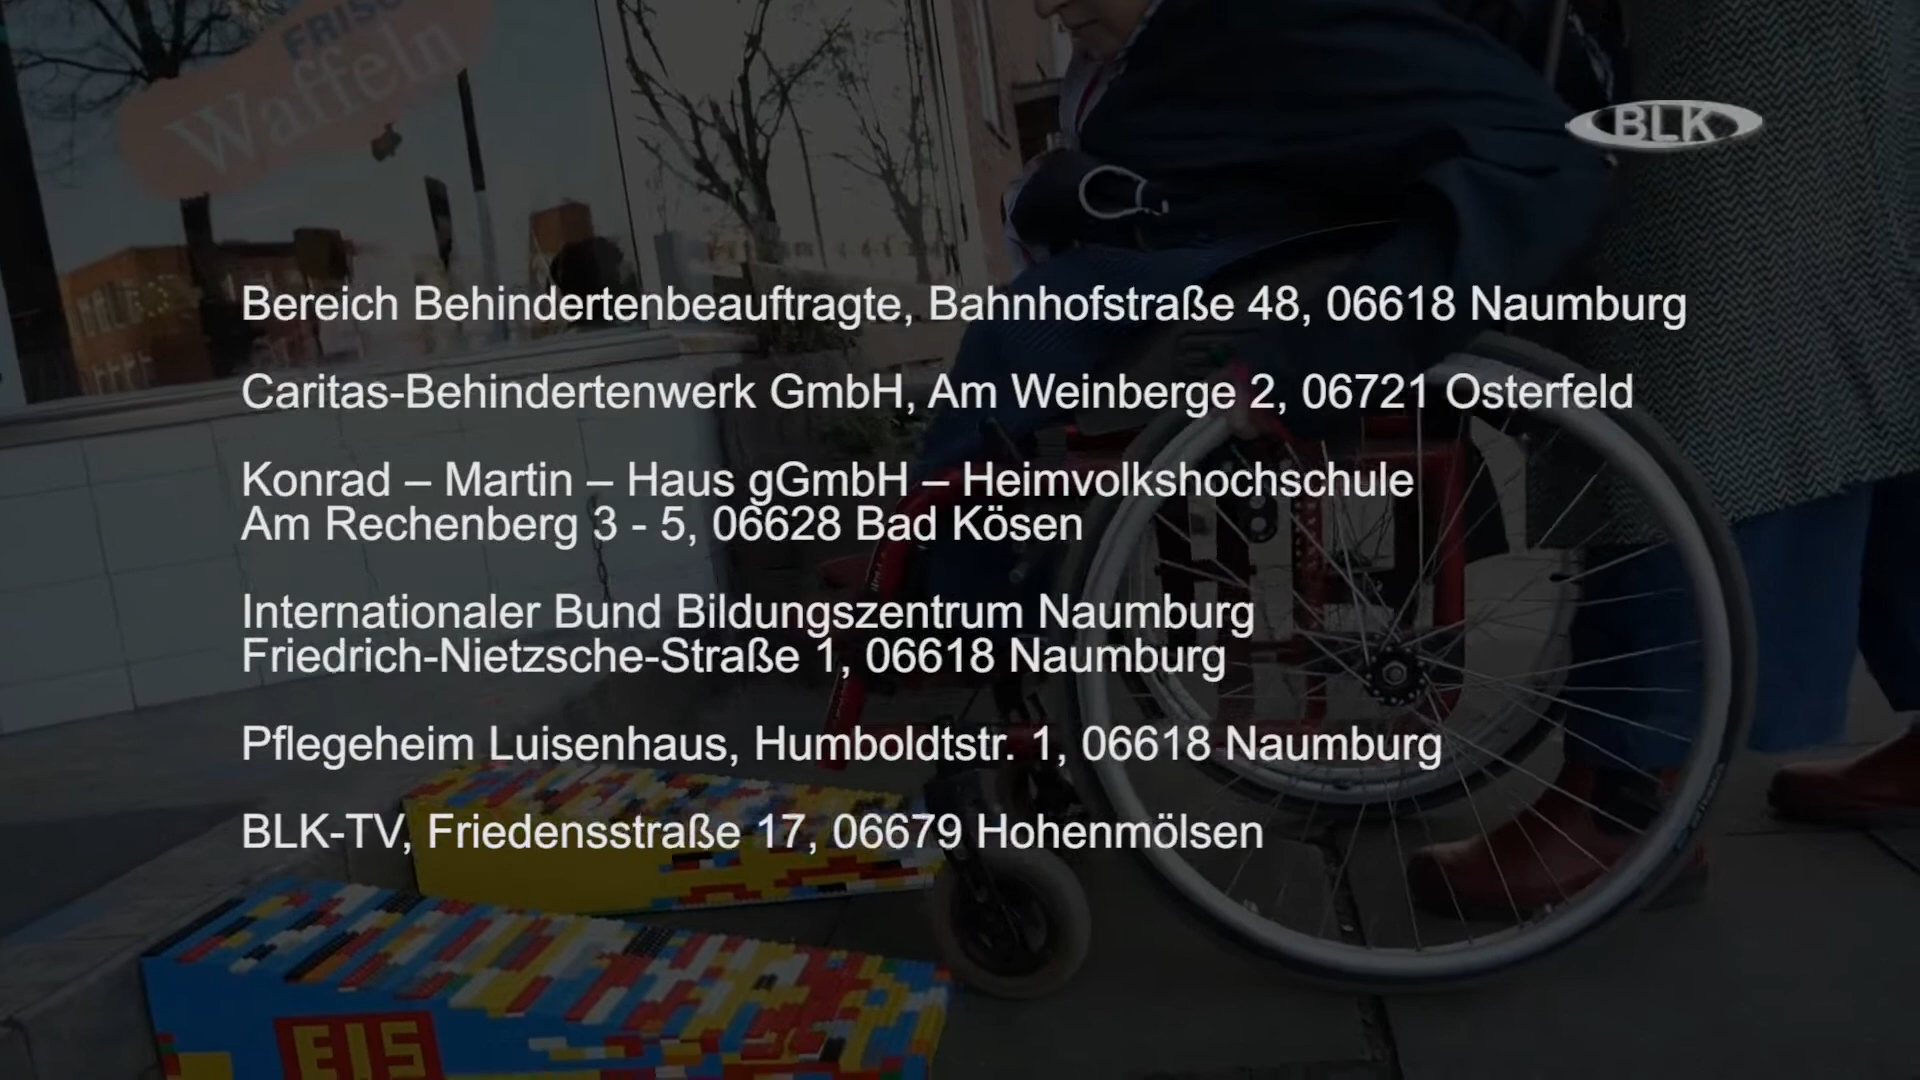 FRISC
Waffeln
BLK
Bereich Behindertenbeauftragte, Bahnhofstraße 48, 06618 Naumburg
Caritas-Behindertenwerk GmbH, Am Weinberge 2, 06721 Osterfeld
Konrad – Martin – Haus gGmbH – Heimvolkshochschule
Am Rechenberg 3 - 5, 06628 Bad Kösen
Internationaler Bund Bildungszentrum Naumburg
Friedrich-Nietzsche-Straße 1, 06618 Naumburg
Pflegeheim Luisenhaus, Humboldtstr. 1, 06618 Naumburg
BLK-TV, Friedensstraße 17, 06679 Hohenmölsen
EIS